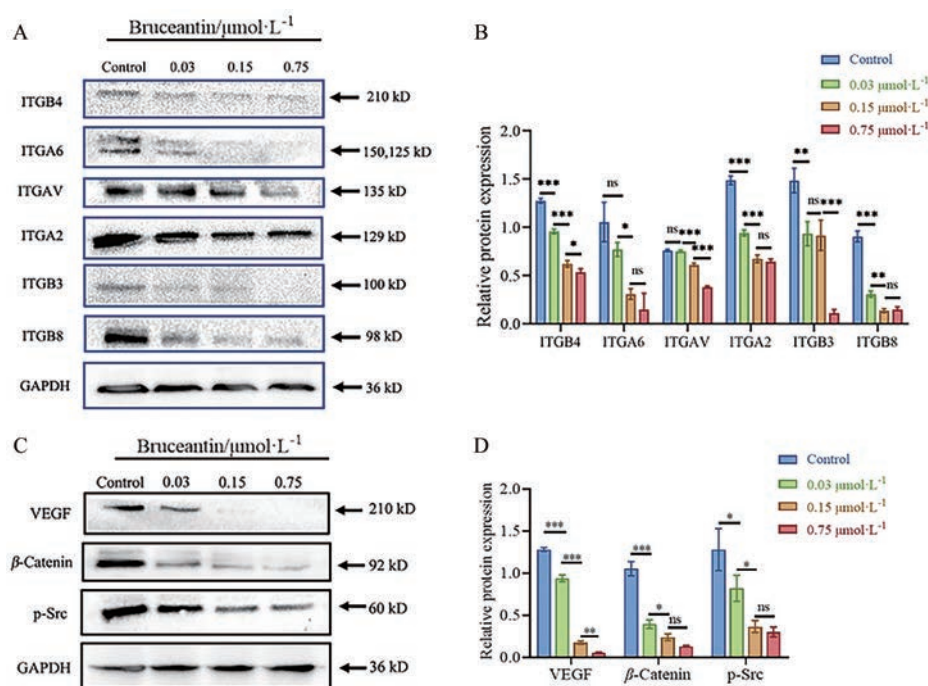 A
Bruceantin/μmol·L⁻¹
Control 0.03 0.15 0.75
ITGB4 210 kD
ITGA6 150,125 kD
ITGAV 135 kD
ITGA2 129 kD
ITGB3 100 kD
ITGB8 98 kD
GAPDH 36 kD
B
Control
0.03 μmol·L⁻¹
0.15 μmol·L⁻¹
0.75 μmol·L⁻¹
Relative protein expression
2.0
1.5
1.0
0.5
0.0
*** *** *
ns * ns
ns *** ***
*** *** ns
** ns ***
*** ** ns
ITGB4 ITGA6 ITGAV ITGA2 ITGB3 ITGB8
C
Bruceantin/μmol·L⁻¹
Control 0.03 0.15 0.75
VEGF 210 kD
β-Catenin 92 kD
p-Src 60 kD
GAPDH 36 kD
D
Control
0.03 μmol·L⁻¹
0.15 μmol·L⁻¹
0.75 μmol·L⁻¹
Relative protein expression
2.0
1.5
1.0
0.5
0.0
*** *** **
*** * ns
* * ns
VEGF β-Catenin p-Src